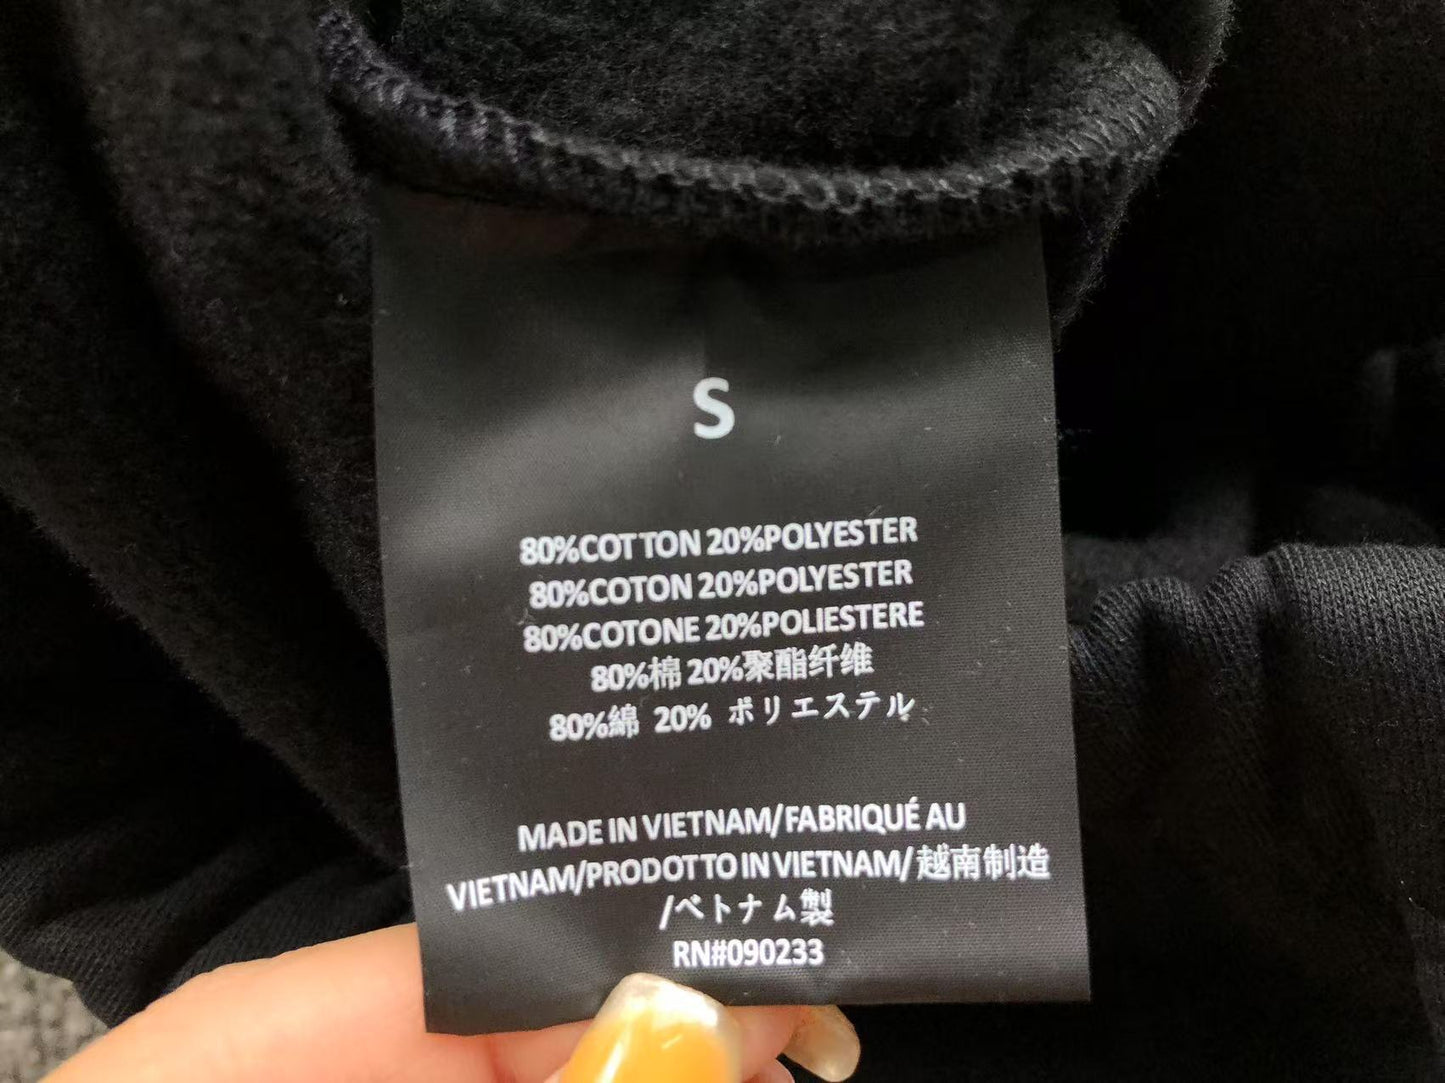 S
80%COTTON 20%POLYESTER
80%COTON 20%POLYESTER
80%COTONE 20%POLIESTERE
80%棉 20%聚酯纤维
80%綿 20% ポリエステル
MADE IN VIETNAM/FABRIQUÉ AU
VIETNAM/PRODOTTO IN VIETNAM/越南制造
/ベトナム製
RN#090233